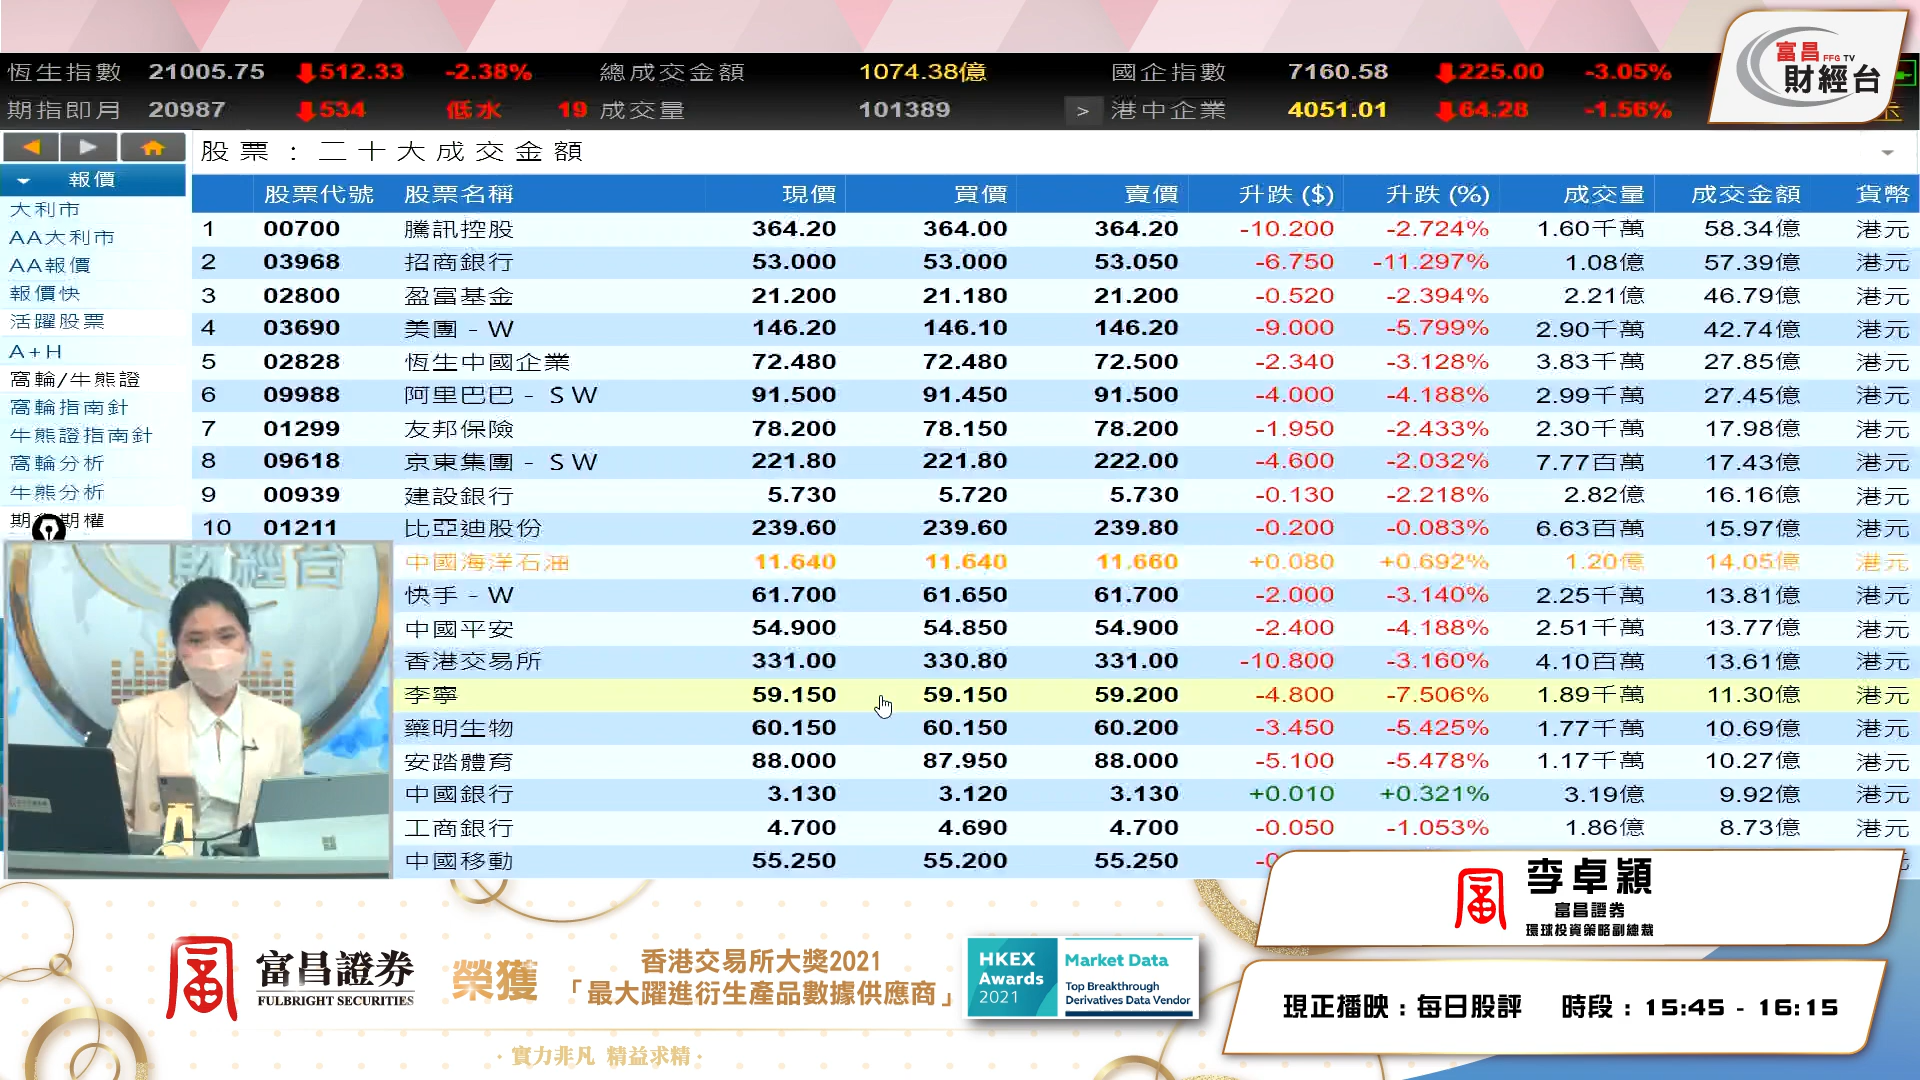 恆生指數 21005.75 512.33 -2.38% 總成交金額 1074.38億 國企指數 7160.58 225.00 -3.05%
期指即月 20987 534 低水 19 成交量 101389 > 港中企業 4051.01 64.28 -1.56%
富昌 FFG TV
財經台
股票：二十大成交金額
報價
大利市
AA大利市
AA報價
報價快
活躍股票
A+H
窩輪/牛熊證
窩輪指南針
牛熊證指南針
窩輪分析
牛熊分析
股票代號 股票名稱 現價 買價 賣價 升跌 ($) 升跌 (%) 成交量 成交金額 貨幣
1 00700 騰訊控股 364.20 364.00 364.20 -10.200 -2.724% 1.60千萬 58.34億 港元
2 03968 招商銀行 53.000 53.000 53.050 -6.750 -11.297% 1.08億 57.39億 港元
3 02800 盈富基金 21.200 21.180 21.200 -0.520 -2.394% 2.21億 46.79億 港元
4 03690 美團 - W 146.20 146.10 146.20 -9.000 -5.799% 2.90千萬 42.74億 港元
5 02828 恆生中國企業 72.480 72.480 72.500 -2.340 -3.128% 3.83千萬 27.85億 港元
6 09988 阿里巴巴 - SW 91.500 91.450 91.500 -4.000 -4.188% 2.99千萬 27.45億 港元
7 01299 友邦保險 78.200 78.150 78.200 -1.950 -2.433% 2.30千萬 17.98億 港元
8 09618 京東集團 - SW 221.80 221.80 222.00 -4.600 -2.032% 7.77百萬 17.43億 港元
9 00939 建設銀行 5.730 5.720 5.730 -0.130 -2.218% 2.82億 16.16億 港元
10 01211 比亞迪股份 239.60 239.60 239.80 -0.200 -0.083% 6.63百萬 15.97億 港元
中國海洋石油 11.640 11.640 11.660 +0.080 +0.692% 1.20億 14.05億 港元
快手 - W 61.700 61.650 61.700 -2.000 -3.140% 2.25千萬 13.81億 港元
中國平安 54.900 54.850 54.900 -2.400 -4.188% 2.51千萬 13.77億 港元
香港交易所 331.00 330.80 331.00 -10.800 -3.160% 4.10百萬 13.61億 港元
李寧 59.150 59.150 59.200 -4.800 -7.506% 1.89千萬 11.30億 港元
藥明生物 60.150 60.150 60.200 -3.450 -5.425% 1.77千萬 10.69億 港元
安踏體育 88.000 87.950 88.000 -5.100 -5.478% 1.17千萬 10.27億 港元
中國銀行 3.130 3.120 3.130 +0.010 +0.321% 3.19億 9.92億 港元
工商銀行 4.700 4.690 4.700 -0.050 -1.053% 1.86億 8.73億 港元
中國移動 55.250 55.200 55.250
財經台
李卓穎
富昌證券
環球投資策略副總裁
富昌證券
FULBRIGHT SECURITIES
榮獲
香港交易所大獎2021
「最大躍進衍生產品數據供應商」
HKEX
Awards
2021
Market Data
Top Breakthrough
Derivatives Data Vendor
現正播映：每日股評 時段：15:45 - 16:15
·實力非凡 精益求精·